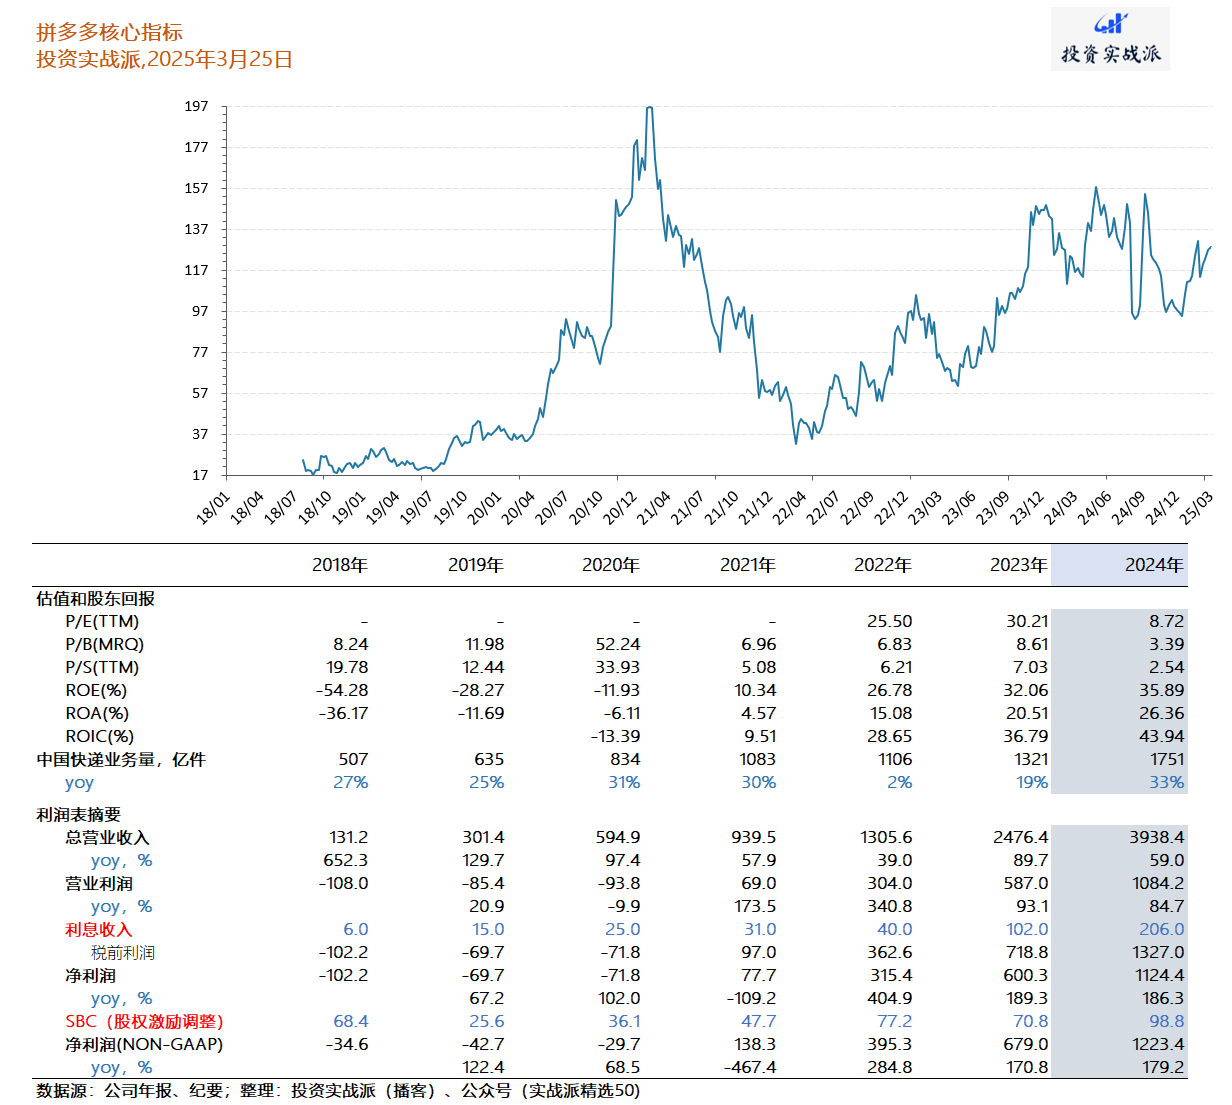 拼多多核心指标
投资实战派,2025年3月25日
投资实战派
197
177
157
137
117
97
77
57
37
17
18/01 18/04 18/07 18/10 19/01 19/04 19/07 19/10 20/01 20/04 20/07 20/10 20/12 21/04 21/07 21/10 21/12 22/04 22/07 22/09 22/12 23/03 23/06 23/09 23/12 24/03 24/06 24/09 24/12 25/03
2018年 2019年 2020年 2021年 2022年 2023年 2024年
估值和股东回报
P/E(TTM) – – – – 25.50 30.21 8.72
P/B(MRQ) 8.24 11.98 52.24 6.96 6.83 8.61 3.39
P/S(TTM) 19.78 12.44 33.93 5.08 6.21 7.03 2.54
ROE(%) -54.28 -28.27 -11.93 10.34 26.78 32.06 35.89
ROA(%) -36.17 -11.69 -6.11 4.57 15.08 20.51 26.36
ROIC(%) -13.39 9.51 28.65 36.79 43.94
中国快递业务量，亿件 507 635 834 1083 1106 1321 1751
yoy 27% 25% 31% 30% 2% 19% 33%
利润表摘要
总营业收入 131.2 301.4 594.9 939.5 1305.6 2476.4 3938.4
yoy，% 652.3 129.7 97.4 57.9 39.0 89.7 59.0
营业利润 -108.0 -85.4 -93.8 69.0 304.0 587.0 1084.2
yoy，% 20.9 -9.9 173.5 340.8 93.1 84.7
利息收入 6.0 15.0 25.0 31.0 40.0 102.0 206.0
税前利润 -102.2 -69.7 -71.8 97.0 362.6 718.8 1327.0
净利润 -102.2 -69.7 -71.8 77.7 315.4 600.3 1124.4
yoy，% 67.2 102.0 -109.2 404.9 189.3 186.3
SBC（股权激励调整） 68.4 25.6 36.1 47.7 77.2 70.8 98.8
净利润(NON-GAAP) -34.6 -42.7 -29.7 138.3 395.3 679.0 1223.4
yoy，% 122.4 68.5 -467.4 284.8 170.8 179.2
数据源：公司年报、纪要；整理：投资实战派（播客）、公众号（实战派精选50)